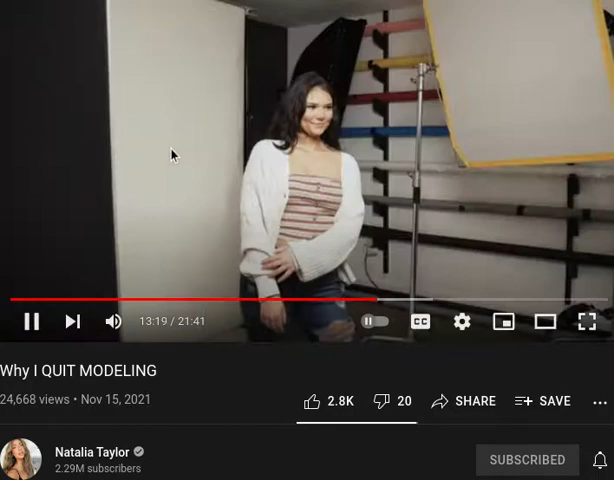 13:19 / 21:41
CC
Why I QUIT MODELING
24,668 views • Nov 15, 2021
2.8K
20
SHARE
SAVE
Natalia Taylor
2.29M subscribers
SUBSCRIBED